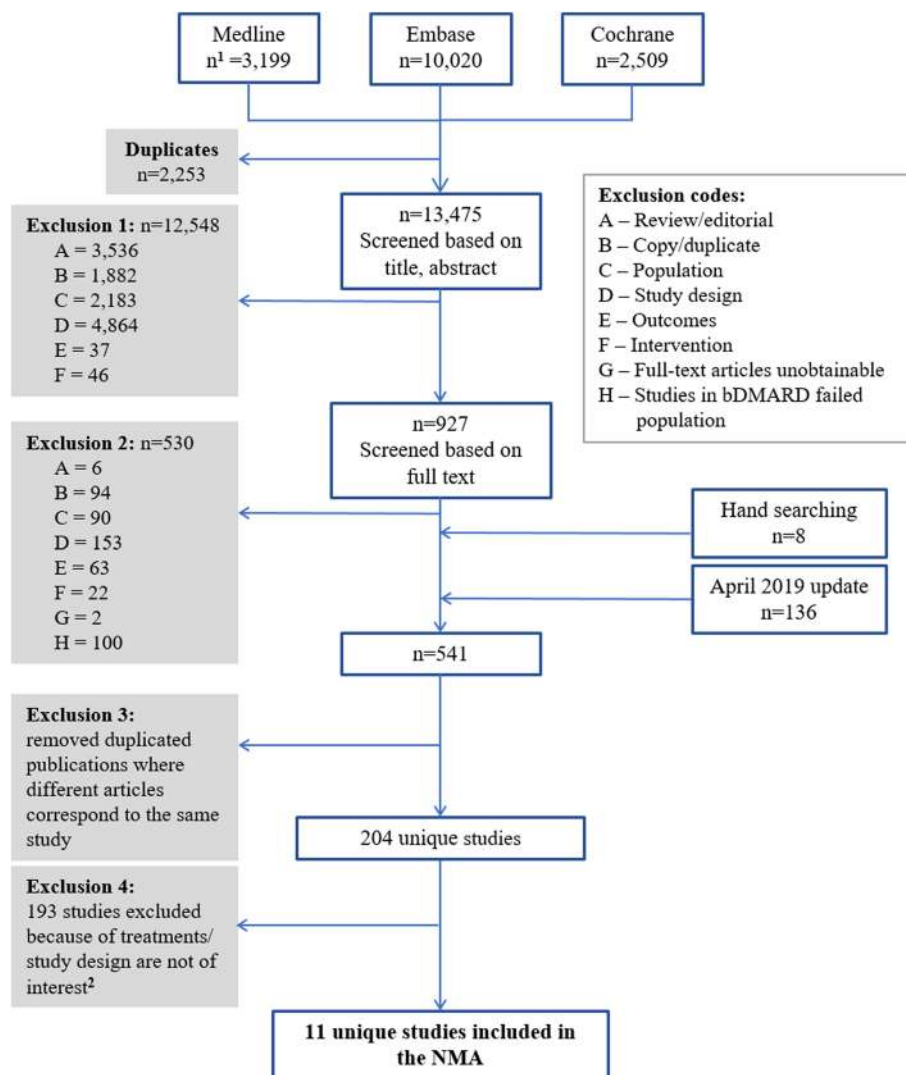 Medline
n¹ =3,199
Embase
n=10,020
Cochrane
n=2,509
Duplicates
n=2,253
n=13,475
Screened based on
title, abstract
Exclusion codes:
A – Review/editorial
B – Copy/duplicate
C – Population
D – Study design
E – Outcomes
F – Intervention
G – Full-text articles unobtainable
H – Studies in bDMARD failed
population
Exclusion 1: n=12,548
A = 3,536
B = 1,882
C = 2,183
D = 4,864
E = 37
F = 46
n=927
Screened based on
full text
Exclusion 2: n=530
A = 6
B = 94
C = 90
D = 153
E = 63
F = 22
G = 2
H = 100
Hand searching
n=8
April 2019 update
n=136
n=541
Exclusion 3:
removed duplicated
publications where
different articles
correspond to the same
study
204 unique studies
Exclusion 4:
193 studies excluded
because of treatments/
study design are not of
interest²
11 unique studies included in
the NMA